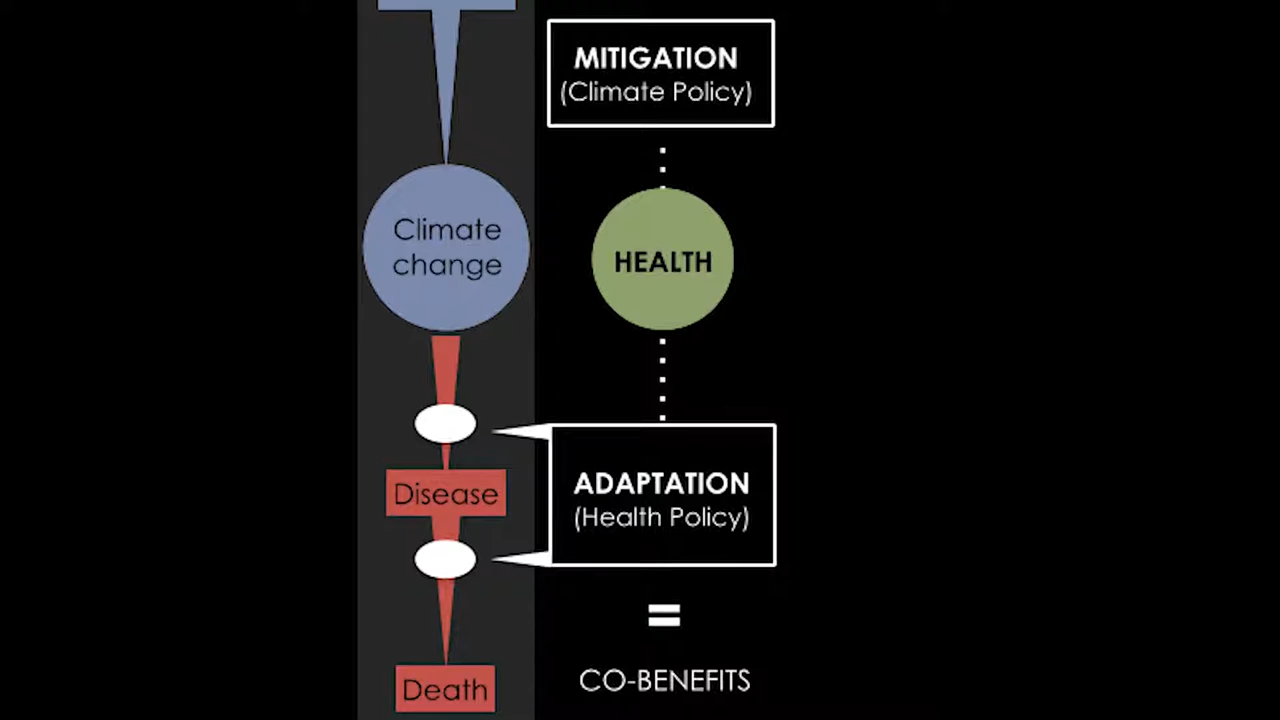 MITIGATION
(Climate Policy)
Climate
change
HEALTH
Disease
ADAPTATION
(Health Policy)
=
CO-BENEFITS
Death